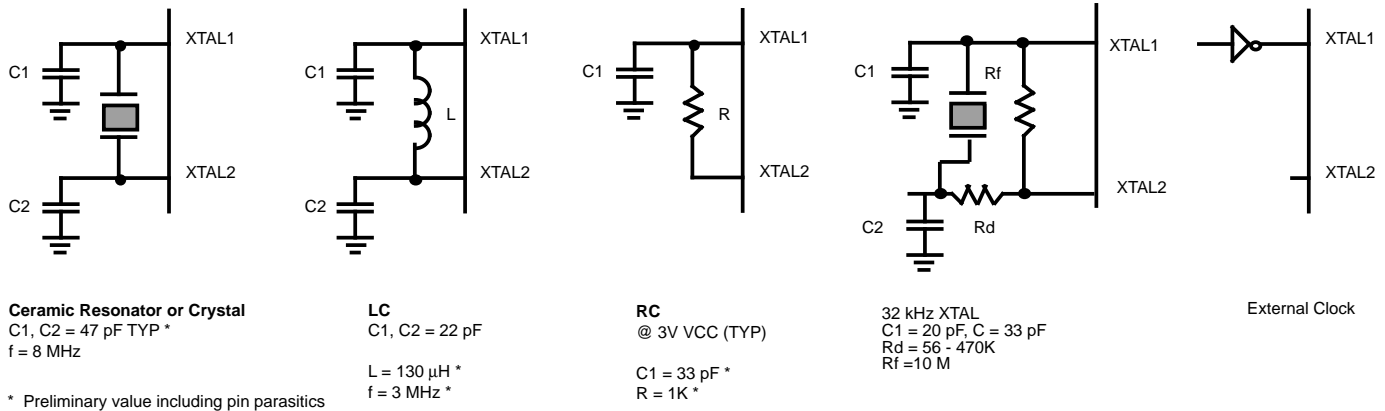 XTAL1
C1
XTAL2
C2
XTAL1
C1
L
XTAL2
C2
XTAL1
C1
R
XTAL2
XTAL1
C1
Rf
XTAL2
C2
Rd
XTAL1
XTAL2
Ceramic Resonator or Crystal
C1, C2 = 47 pF TYP *
f = 8 MHz
* Preliminary value including pin parasitics
LC
C1, C2 = 22 pF
L = 130 μH *
f = 3 MHz *
RC
@ 3V VCC (TYP)
C1 = 33 pF *
R = 1K *
32 kHz XTAL
C1 = 20 pF, C = 33 pF
Rd = 56 - 470K
Rf =10 M
External Clock